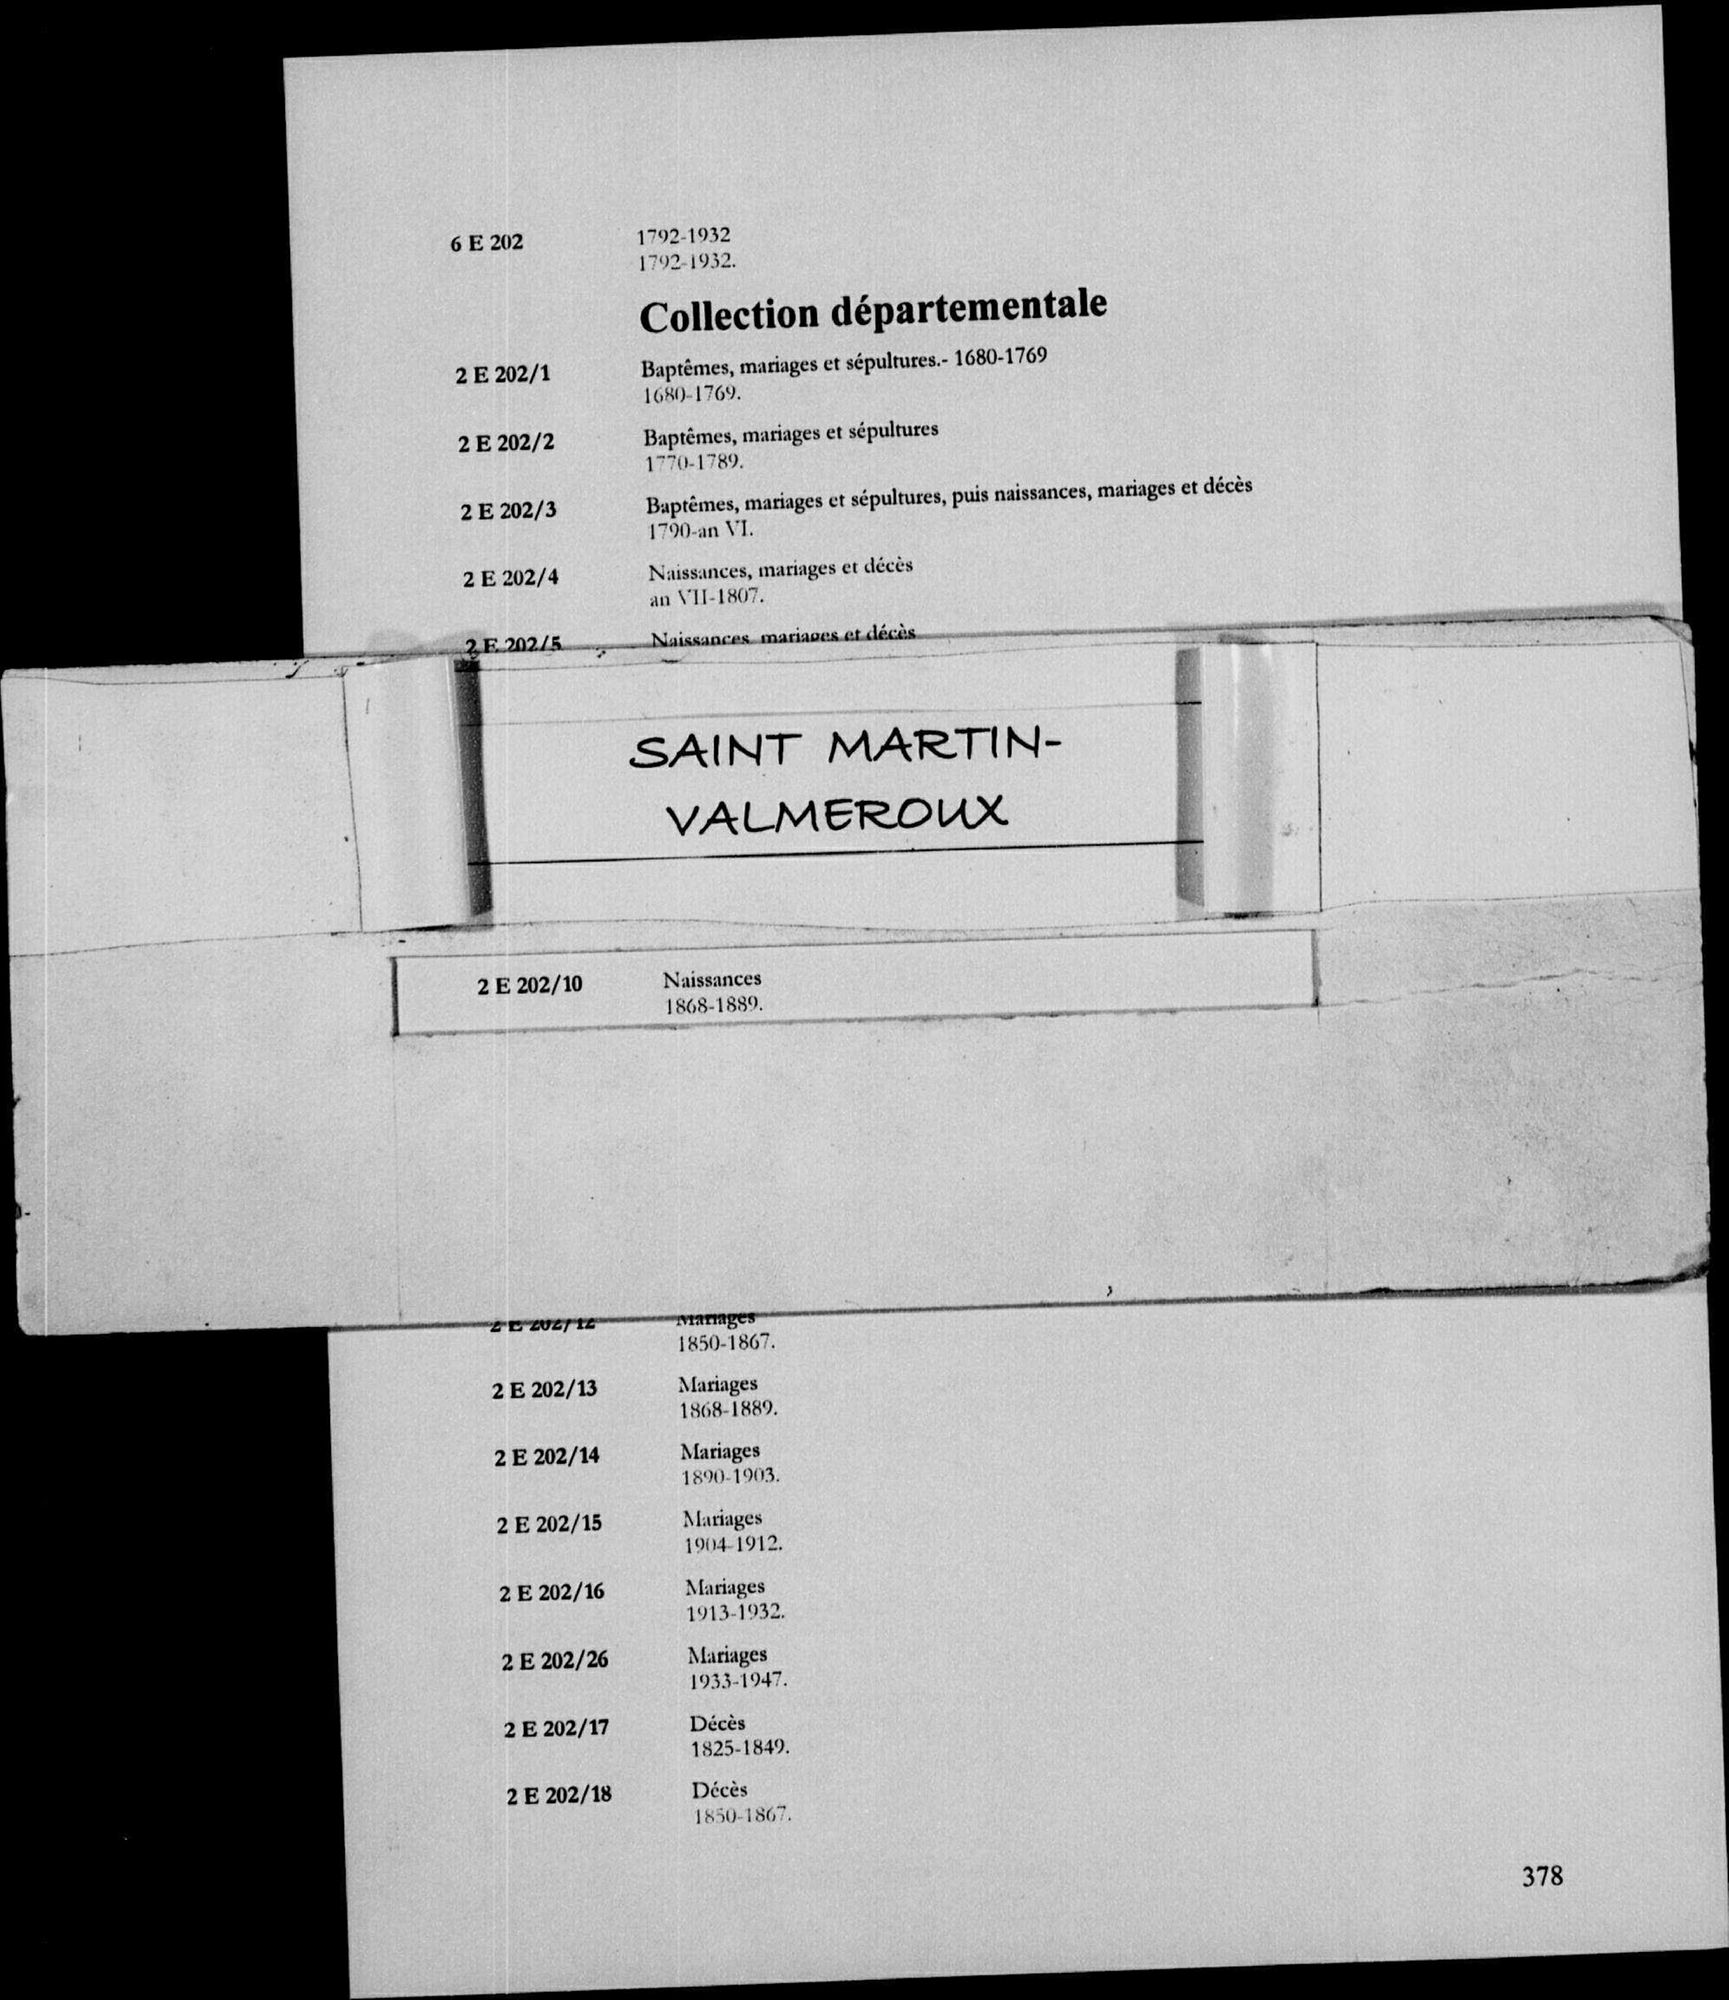 6 E 202 1792-1932
1792-1932.
Collection départementale
2 E 202/1 Baptêmes, mariages et sépultures.- 1680-1769
1680-1769.
2 E 202/2 Baptêmes, mariages et sépultures
1770-1789.
2 E 202/3 Baptêmes, mariages et sépultures, puis naissances, mariages et décès
1790-an VI.
2 E 202/4 Naissances, mariages et décès
an VII-1807.
2 E 202/5 Naissances, mariages et décès
SAINT MARTIN-
VALMEROUX
2 E 202/10 Naissances
1868-1889.
2 E 202/12 Mariages
1850-1867.
2 E 202/13 Mariages
1868-1889.
2 E 202/14 Mariages
1890-1903.
2 E 202/15 Mariages
1904-1912.
2 E 202/16 Mariages
1913-1932.
2 E 202/26 Mariages
1933-1947.
2 E 202/17 Décès
1825-1849.
2 E 202/18 Décès
1850-1867.
378